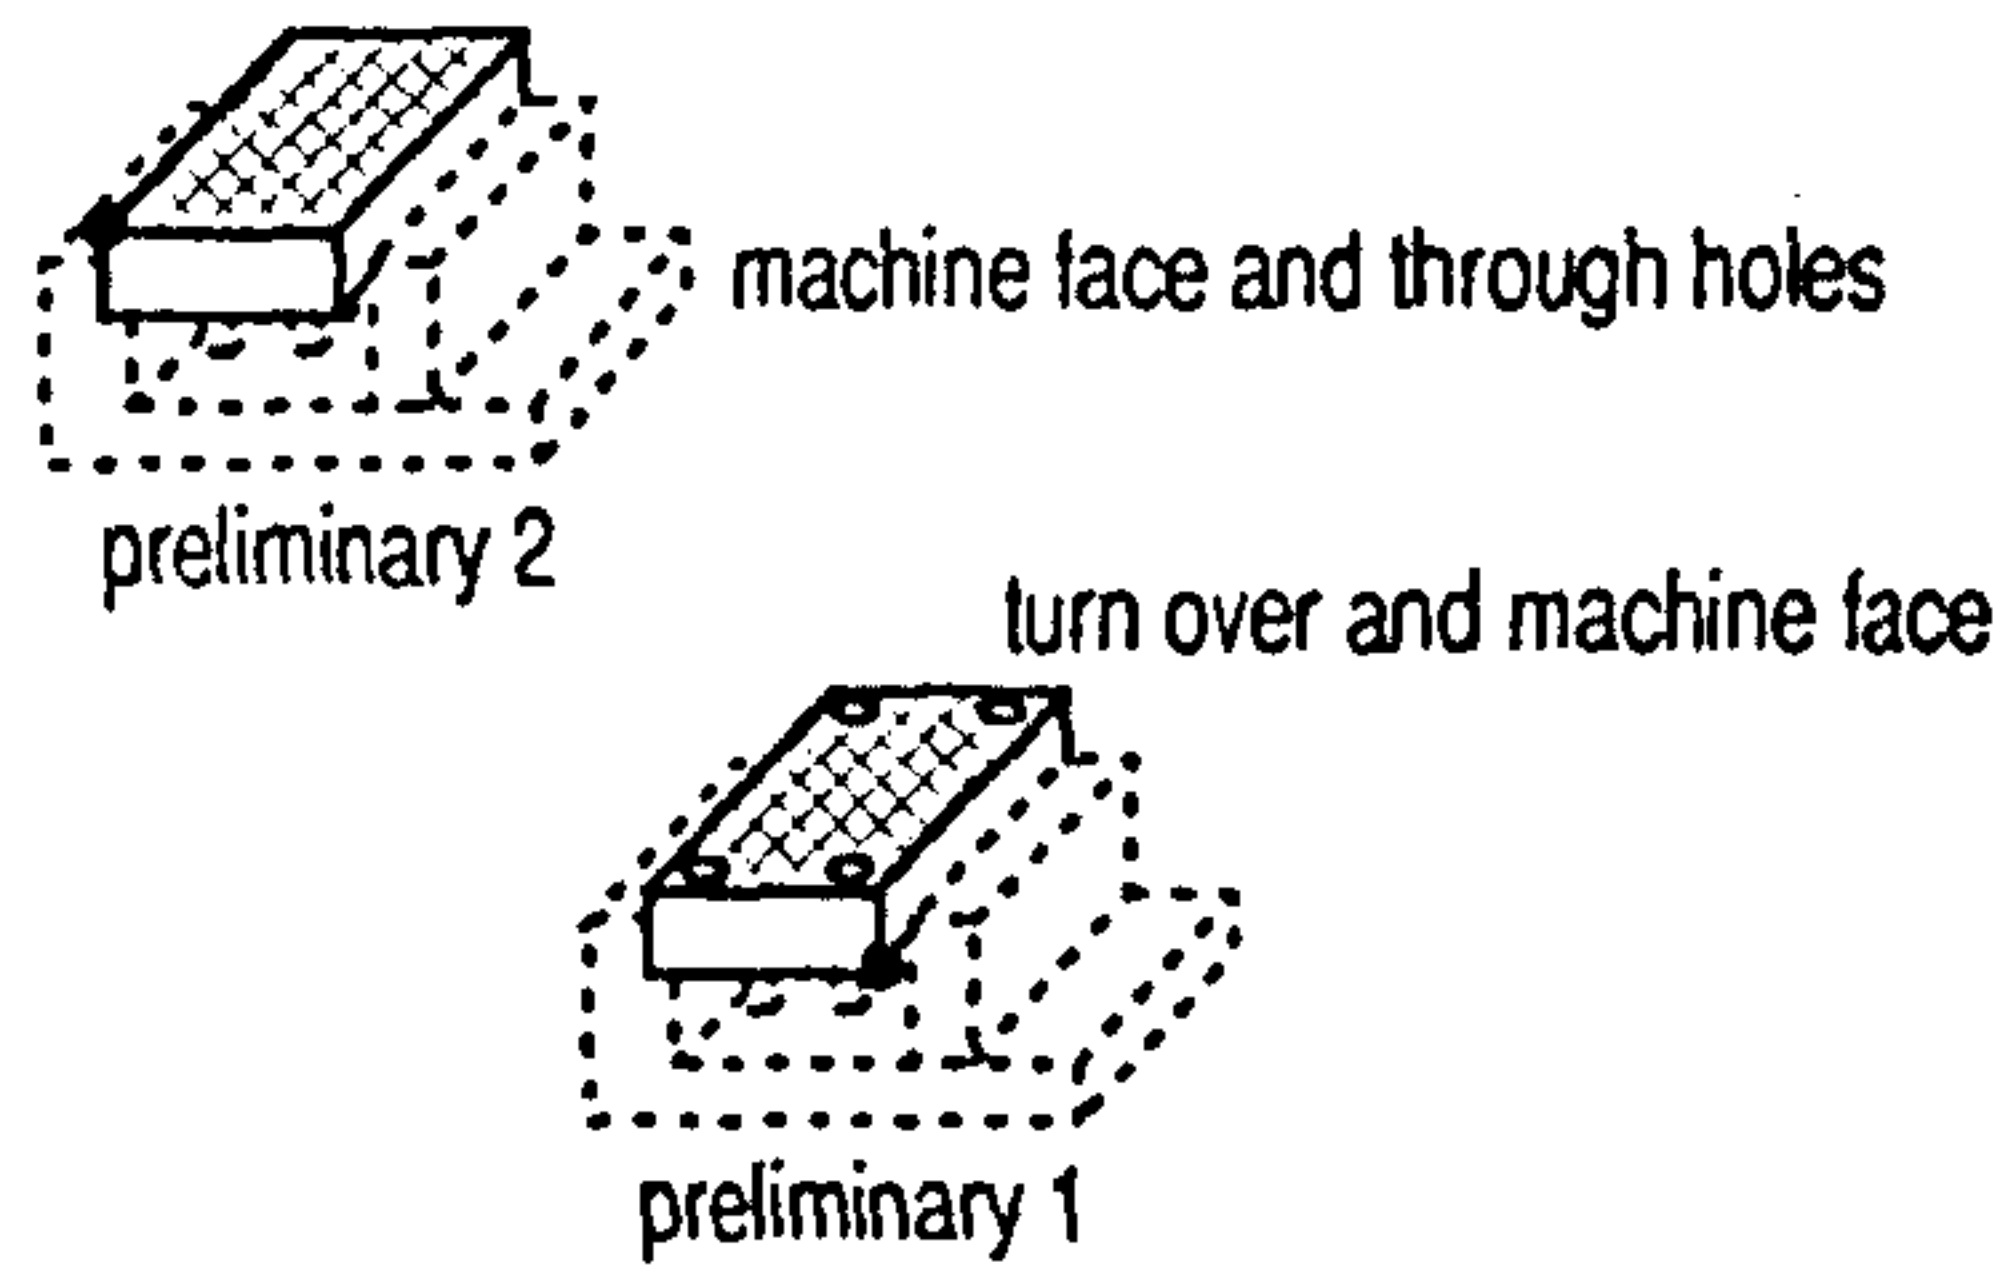 machine face and through holes
preliminary 2
turn over and machine face
preliminary 1